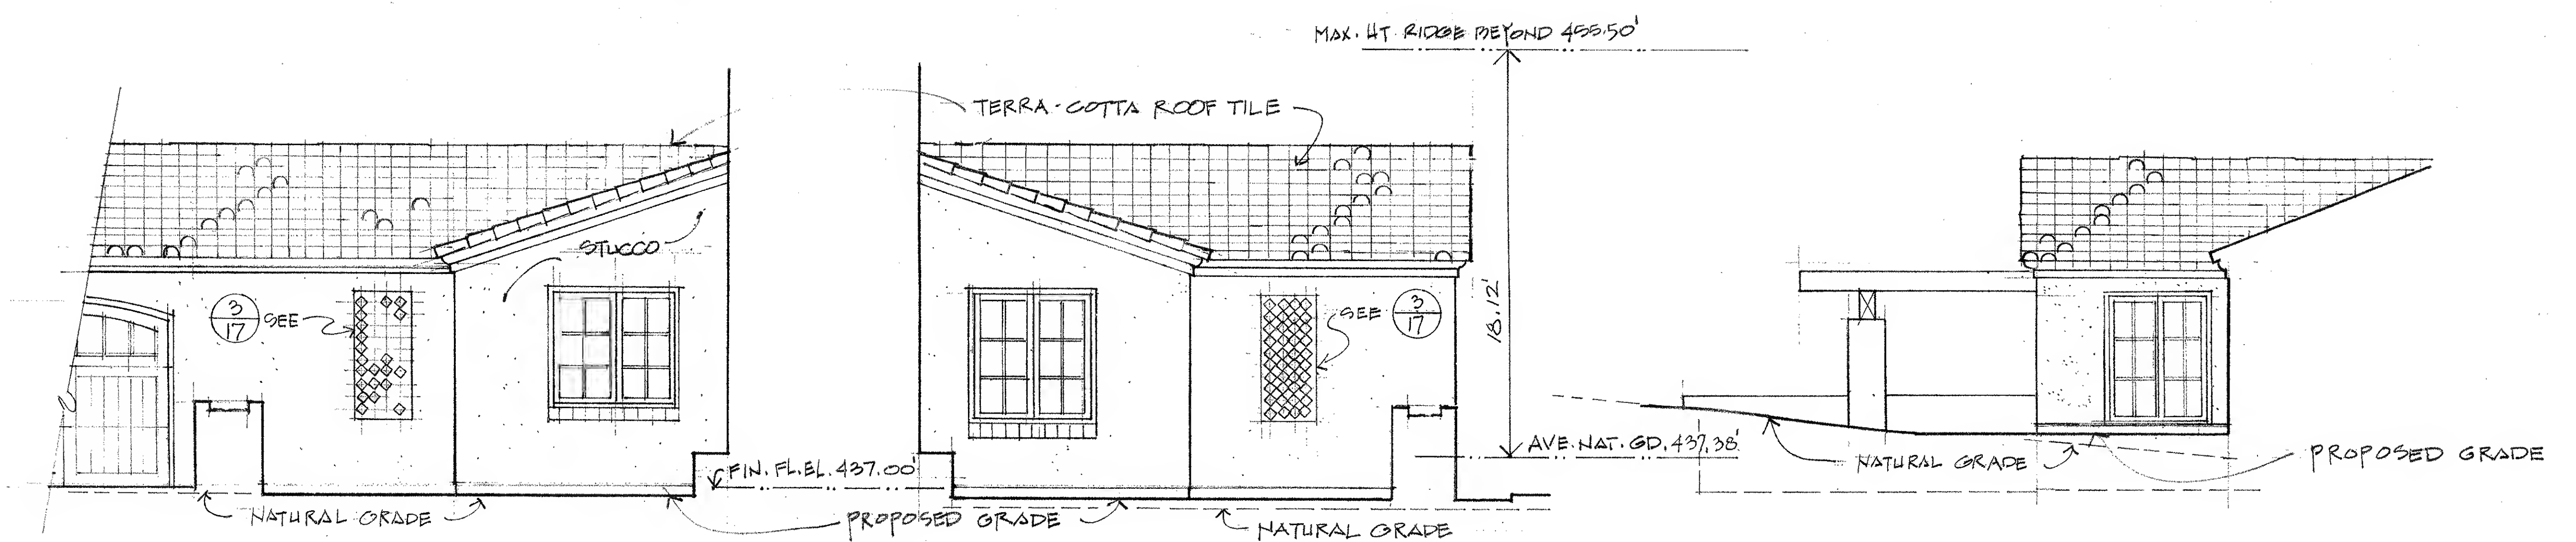 MAX. HT. RIDGE BEYOND 455.50'
TERRA-COTTA ROOF TILE
STUCCO
3
17
SEE
SEE
3
17
18.12'
FIN. FL. EL. 437.00'
AVE. NAT. GD. 437.38'
NATURAL GRADE
PROPOSED GRADE
NATURAL GRADE
NATURAL GRADE
PROPOSED GRADE